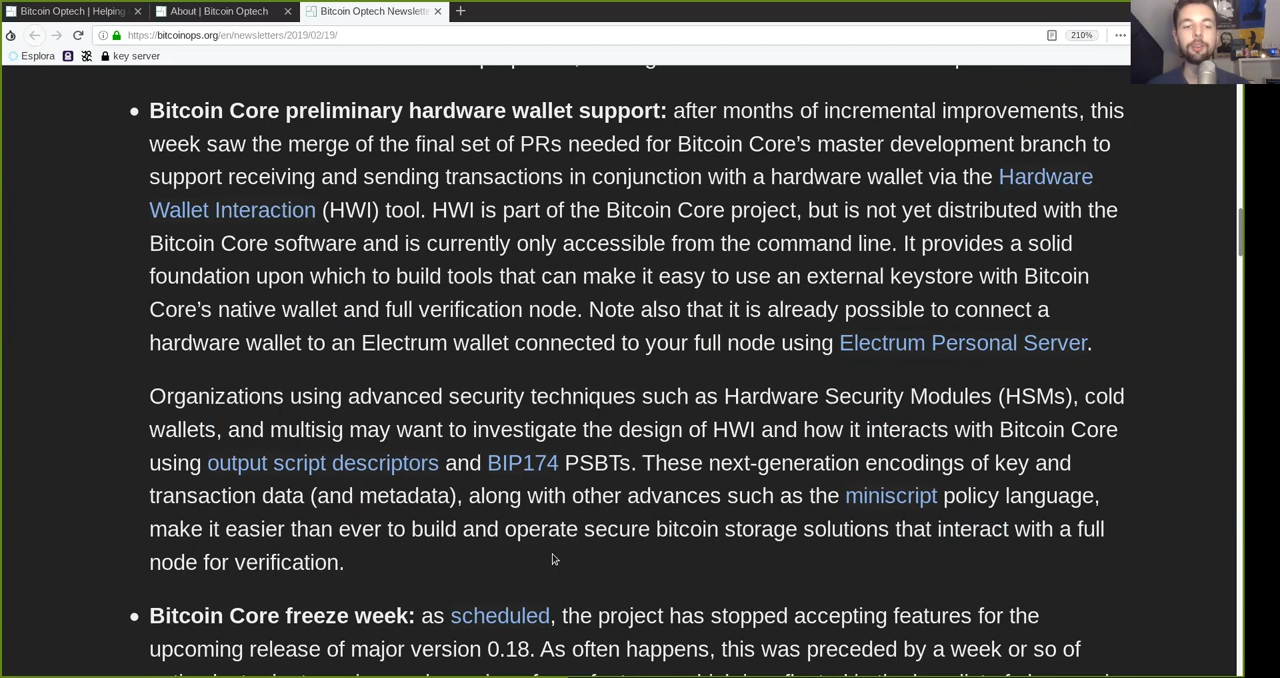 Bitcoin Optech | Helping
About | Bitcoin Optech
Bitcoin Optech Newslette
https://bitcoinops.org/en/newsletters/2019/02/19/
210%
Esplora
key server
Bitcoin Core preliminary hardware wallet support: after months of incremental improvements, this
week saw the merge of the final set of PRs needed for Bitcoin Core's master development branch to
support receiving and sending transactions in conjunction with a hardware wallet via the Hardware
Wallet Interaction (HWI) tool. HWI is part of the Bitcoin Core project, but is not yet distributed with the
Bitcoin Core software and is currently only accessible from the command line. It provides a solid
foundation upon which to build tools that can make it easy to use an external keystore with Bitcoin
Core's native wallet and full verification node. Note also that it is already possible to connect a
hardware wallet to an Electrum wallet connected to your full node using Electrum Personal Server.
Organizations using advanced security techniques such as Hardware Security Modules (HSMs), cold
wallets, and multisig may want to investigate the design of HWI and how it interacts with Bitcoin Core
using output script descriptors and BIP174 PSBTs. These next-generation encodings of key and
transaction data (and metadata), along with other advances such as the miniscript policy language,
make it easier than ever to build and operate secure bitcoin storage solutions that interact with a full
node for verification.
Bitcoin Core freeze week: as scheduled, the project has stopped accepting features for the
upcoming release of major version 0.18. As often happens, this was preceded by a week or so of